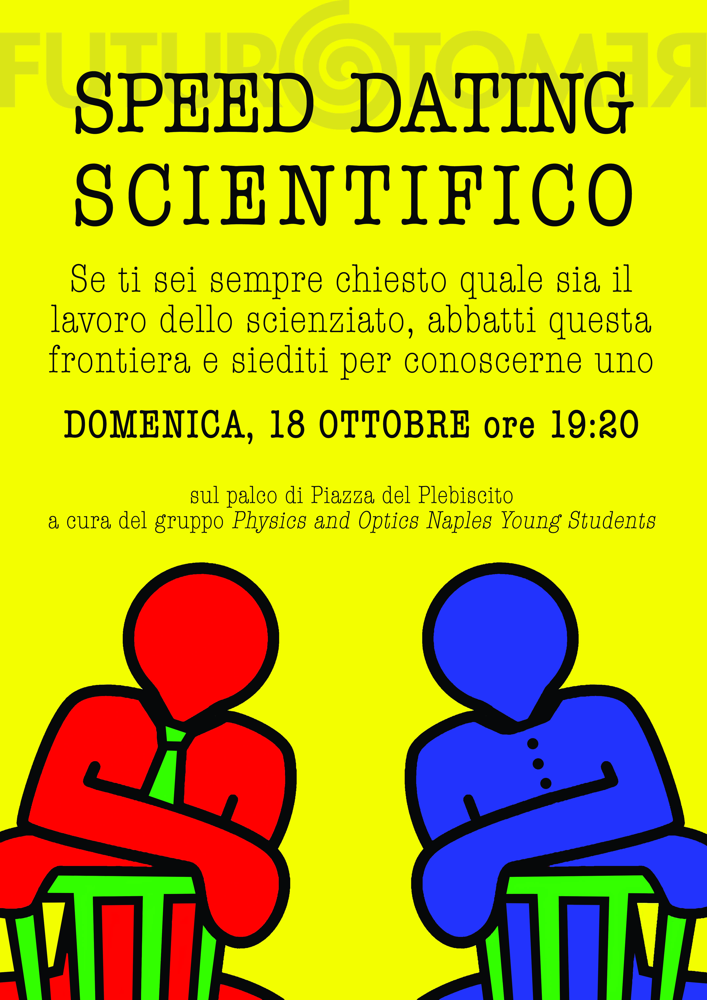 FUTUROTOMER
SPEED DATING
SCIENTIFICO
Se ti sei sempre chiesto quale sia il
lavoro dello scienziato, abbatti questa
frontiera e siediti per conoscerne uno
DOMENICA, 18 OTTOBRE ore 19:20
sul palco di Piazza del Plebiscito
a cura del gruppo Physics and Optics Naples Young Students